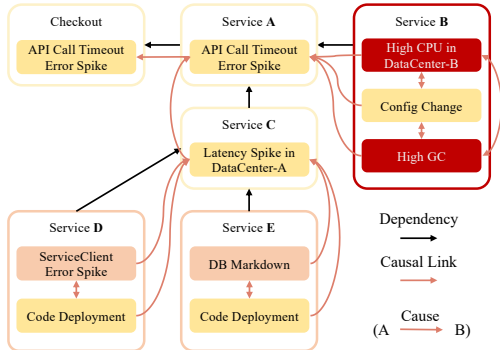 Checkout
API Call Timeout
Error Spike
Service A
API Call Timeout
Error Spike
Service B
High CPU in
DataCenter-B
Config Change
High GC
Service C
Latency Spike in
DataCenter-A
Service D
ServiceClient
Error Spike
Code Deployment
Service E
DB Markdown
Code Deployment
Dependency
Causal Link
Cause
(A B)